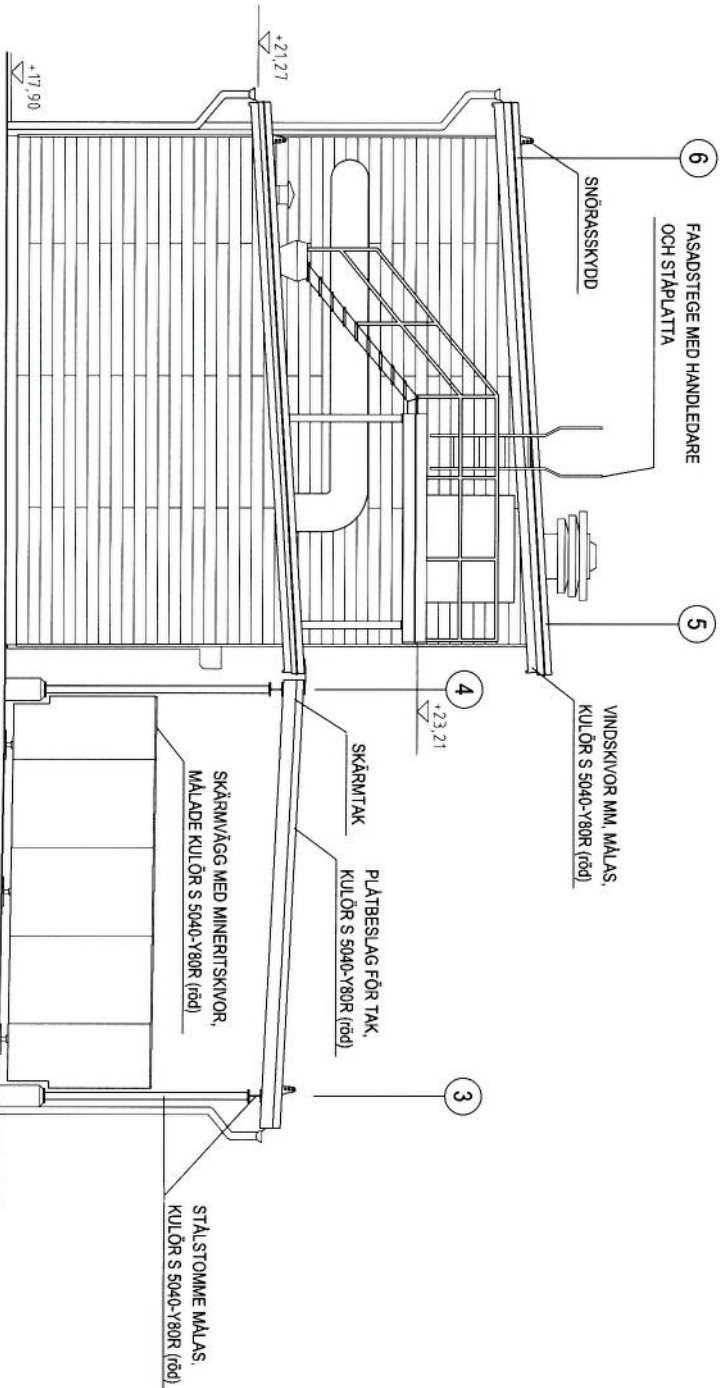 6
5
4
3
SNÖRASSKYDD
FASADSTEGE MED HANDLEDARE
OCH STÅPLATTA
VINDSKIVOR MM, MÅLAS,
KULÖR S 5040-Y80R (röd)
+21,27
+17,90
+23,21
SKÄRMTAK
PLÅTBESLAG FÖR TAK,
KULÖR S 5040-Y80R (röd)
SKÄRMVÄGG MED MINERITSKIVOR,
MÅLADE KULÖR S 5040-Y80R (röd)
STÅLSTOMME MÅLAS,
KULÖR S 5040-Y80R (röd)